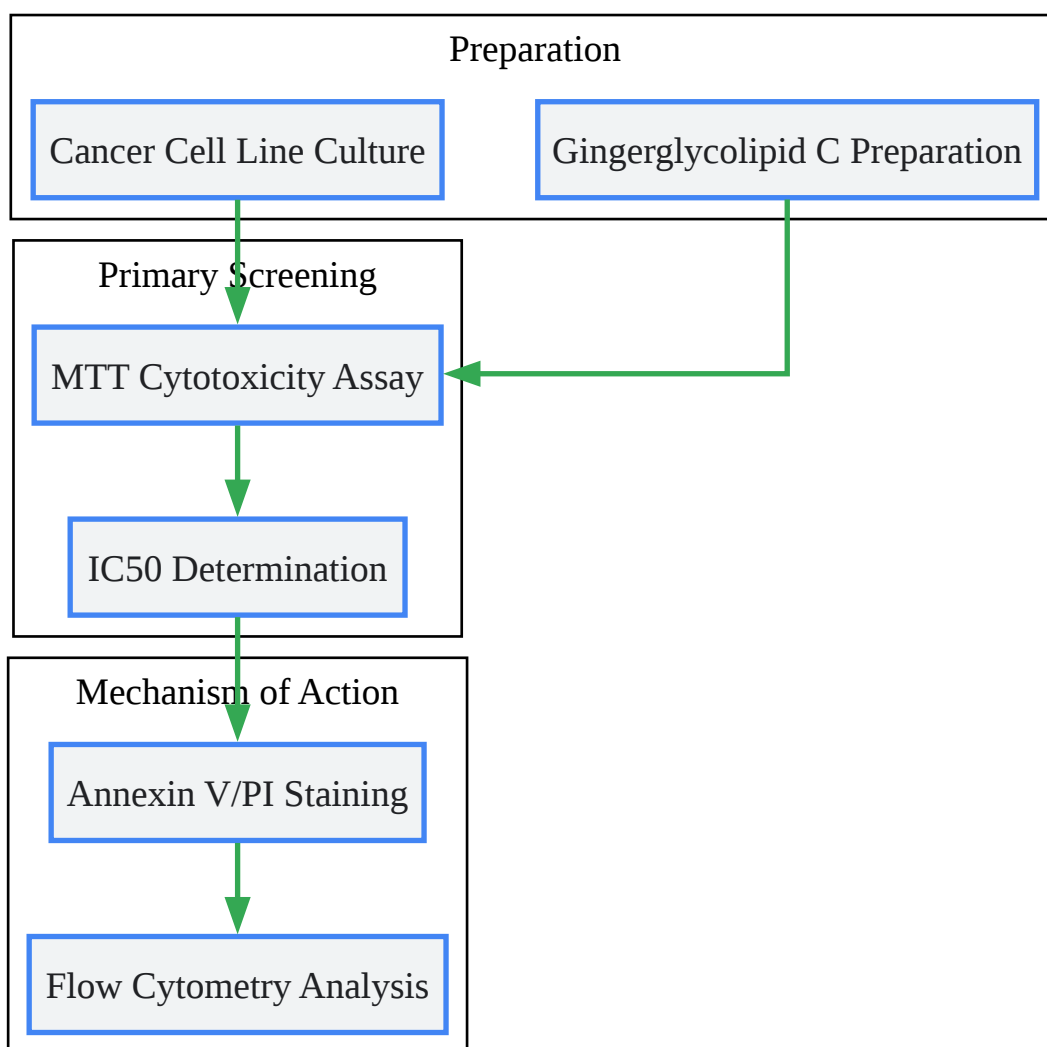 Preparation
Cancer Cell Line Culture
Gingerglycolipid C Preparation
Primary Screening
MTT Cytotoxicity Assay
IC50 Determination
Mechanism of Action
Annexin V/PI Staining
Flow Cytometry Analysis